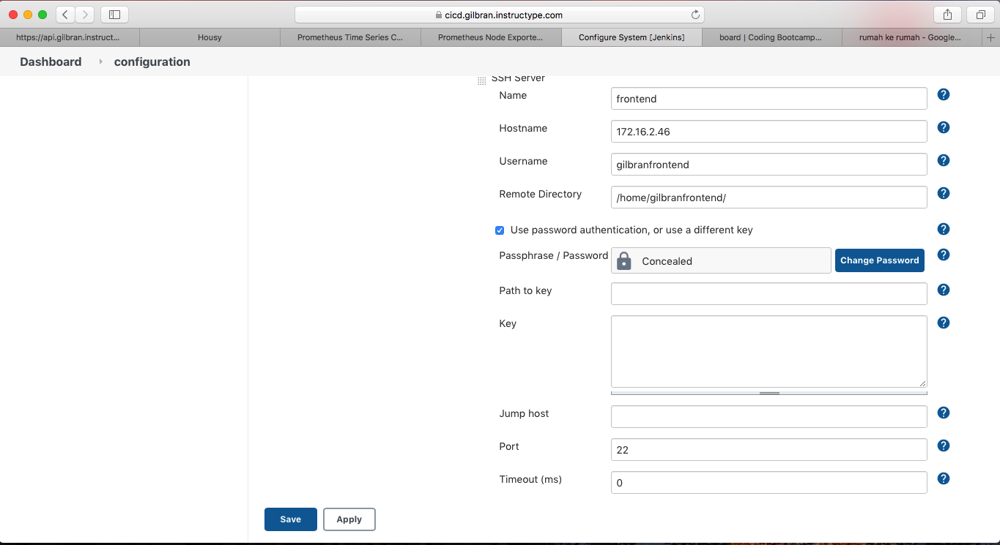 cicd.gilbran.instructype.com
https://api.gilbran.instruct... Housy Prometheus Time Series C... Prometheus Node Exporte... Configure System [Jenkins] board | Coding Bootcamp... rumah ke rumah - Google...
Dashboard configuration
SSH Server
Name frontend
Hostname 172.16.2.46
Username gilbranfrontend
Remote Directory /home/gilbranfrontend/
Use password authentication, or use a different key
Passphrase / Password Concealed Change Password
Path to key
Key
Jump host
Port 22
Timeout (ms) 0
Save Apply